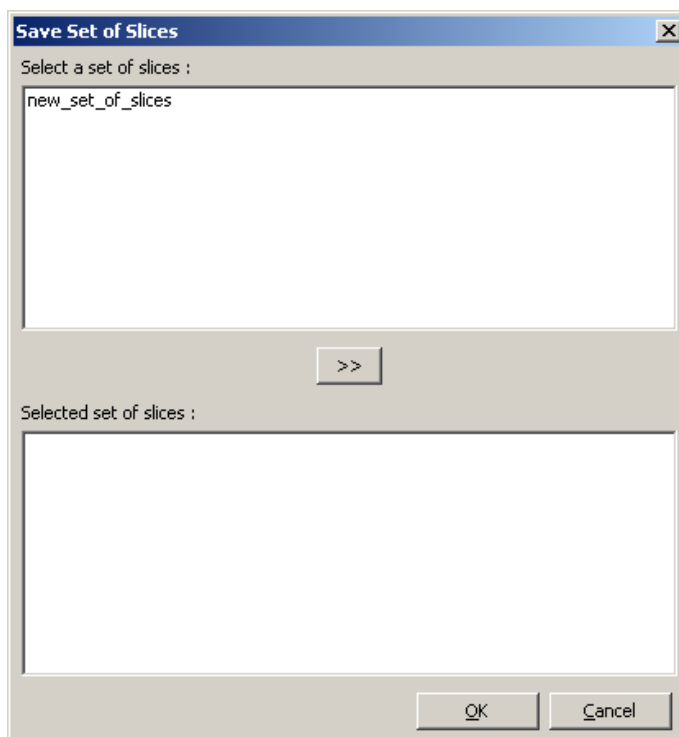 Save Set of Slices
Select a set of slices :
new_set_of_slices
>>
Selected set of slices :
OK
Cancel